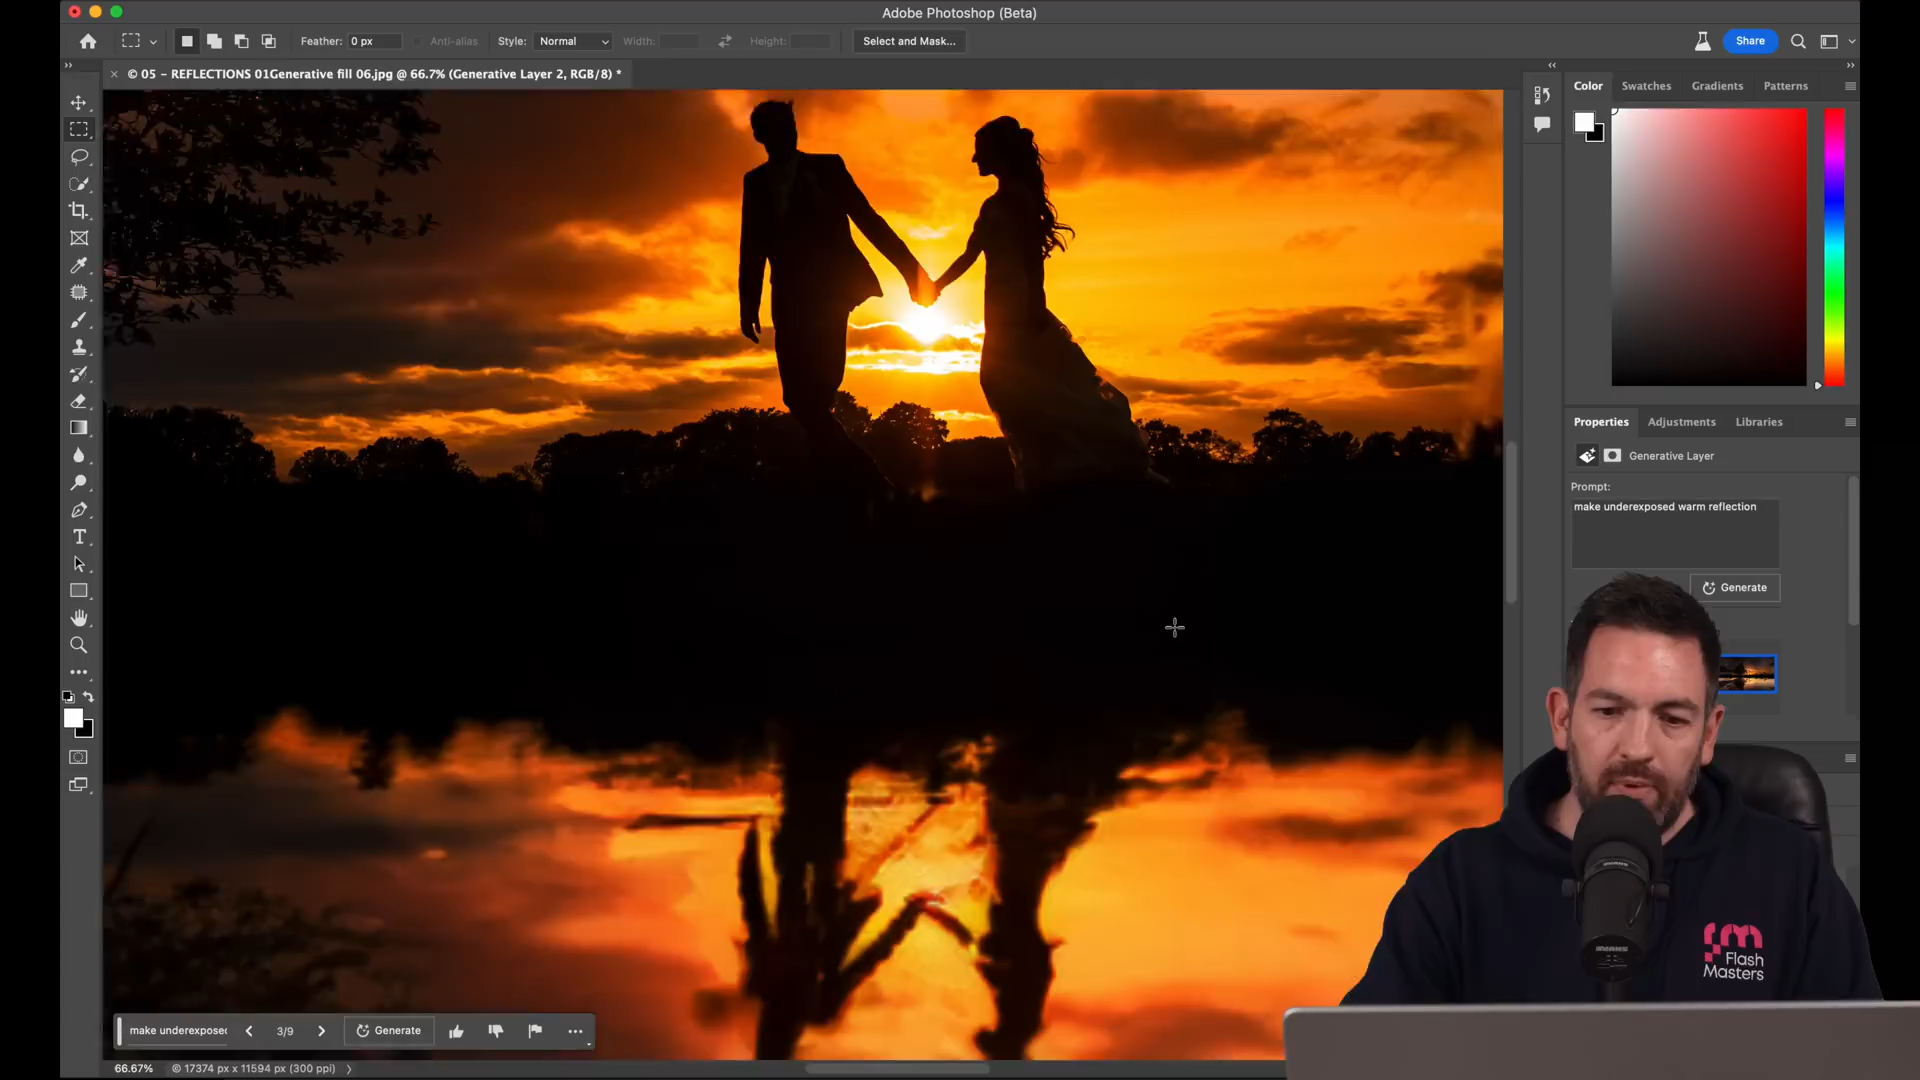 Adobe Photoshop (Beta)
Feather: 0 px Anti-alias Style: Normal Width: Height: Select and Mask... Share
× © 05 - REFLECTIONS 01Generative fill 06.jpg @ 66.7% (Generative Layer 2, RGB/8) *
Color Swatches Gradients Patterns
Properties Adjustments Libraries
Generative Layer
Prompt:
make underexposed warm reflection
Generate
fm
Flash
Masters
make underexposed 3/9 Generate
66.67% © 17374 px x 11594 px (300 ppi)